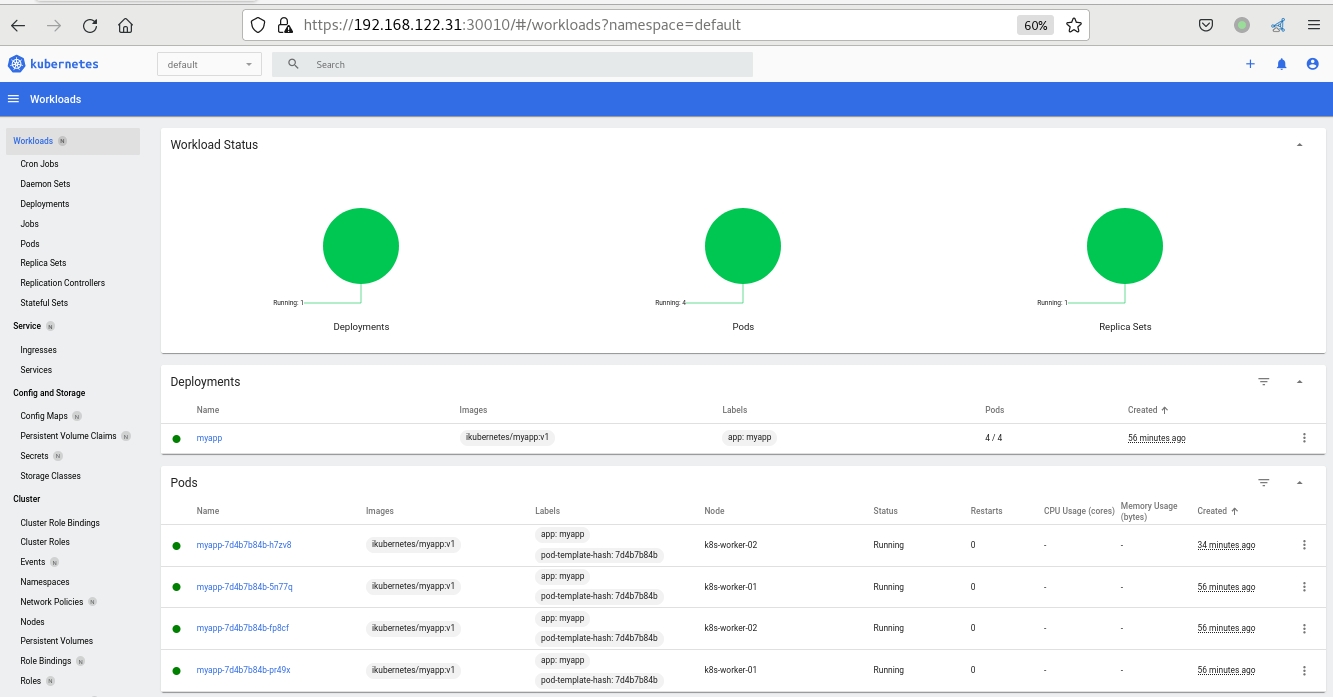 https://192.168.122.31:30010/#/workloads?namespace=default 60%
kubernetes default Search
Workloads
Workloads N
Cron Jobs
Daemon Sets
Deployments
Jobs
Pods
Replica Sets
Replication Controllers
Stateful Sets
Service N
Ingresses
Services
Config and Storage
Config Maps N
Persistent Volume Claims N
Secrets N
Storage Classes
Cluster
Cluster Role Bindings
Cluster Roles
Events N
Namespaces
Network Policies N
Nodes
Persistent Volumes
Role Bindings N
Roles N
Workload Status
Running: 1
Deployments
Running: 4
Pods
Running: 1
Replica Sets
Deployments
Name Images Labels Pods Created
myapp ikubernetes/myapp:v1 app: myapp 4 / 4 56 minutes ago
Pods
Name Images Labels Node Status Restarts CPU Usage (cores) Memory Usage (bytes) Created
myapp-7d4b7b84b-h7zv8 ikubernetes/myapp:v1 app: myapp pod-template-hash: 7d4b7b84b k8s-worker-02 Running 0 - - 34 minutes ago
myapp-7d4b7b84b-5n77q ikubernetes/myapp:v1 app: myapp pod-template-hash: 7d4b7b84b k8s-worker-01 Running 0 - - 56 minutes ago
myapp-7d4b7b84b-fp8cf ikubernetes/myapp:v1 app: myapp pod-template-hash: 7d4b7b84b k8s-worker-02 Running 0 - - 56 minutes ago
myapp-7d4b7b84b-pr49x ikubernetes/myapp:v1 app: myapp pod-template-hash: 7d4b7b84b k8s-worker-01 Running 0 - - 56 minutes ago